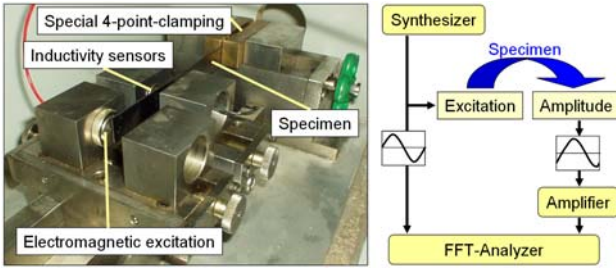 Special 4-point-clamping
Inductivity sensors
Specimen
Electromagnetic excitation
Synthesizer
Specimen
Excitation
Amplitude
Amplifier
FFT-Analyzer